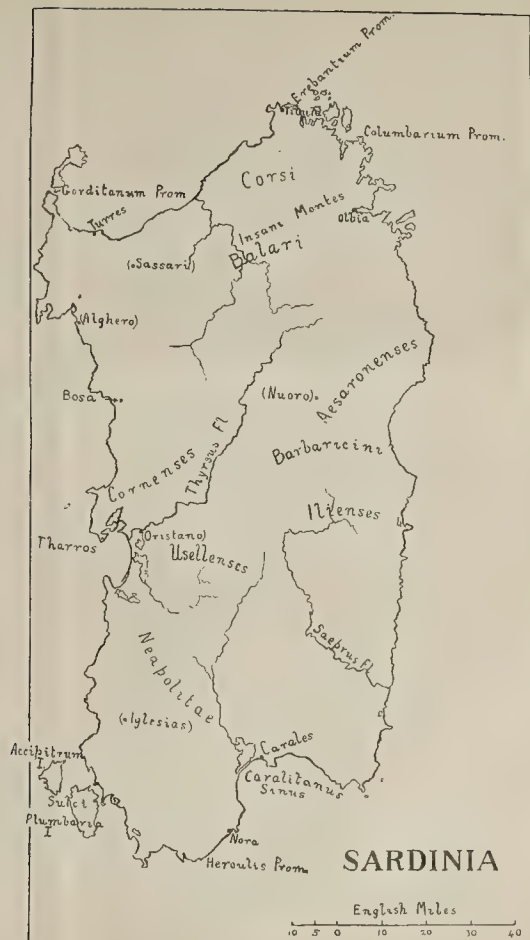 Erebantium Prom.
Tibula
Columbarium Prom.
Corsi
Gorditanum Prom
Turres
Insani Montes
Olbia
Balari
(Sassari)
(Alghero)
Aesaronenses
(Nuoro)
Bosa
Cornenses
Thyrsus Fl
Barbaricini
Ilienses
Oristano)
Tharros
Usellenses
Saeprus Fl
Neapolitae
(Iglesias)
Accipitrum
I.
Carales
Caralitanus
Sinus
Sulci
Plumbaria
I
Nora
Herculis Prom.
SARDINIA
English Miles
10 5 0 10 20 30 40